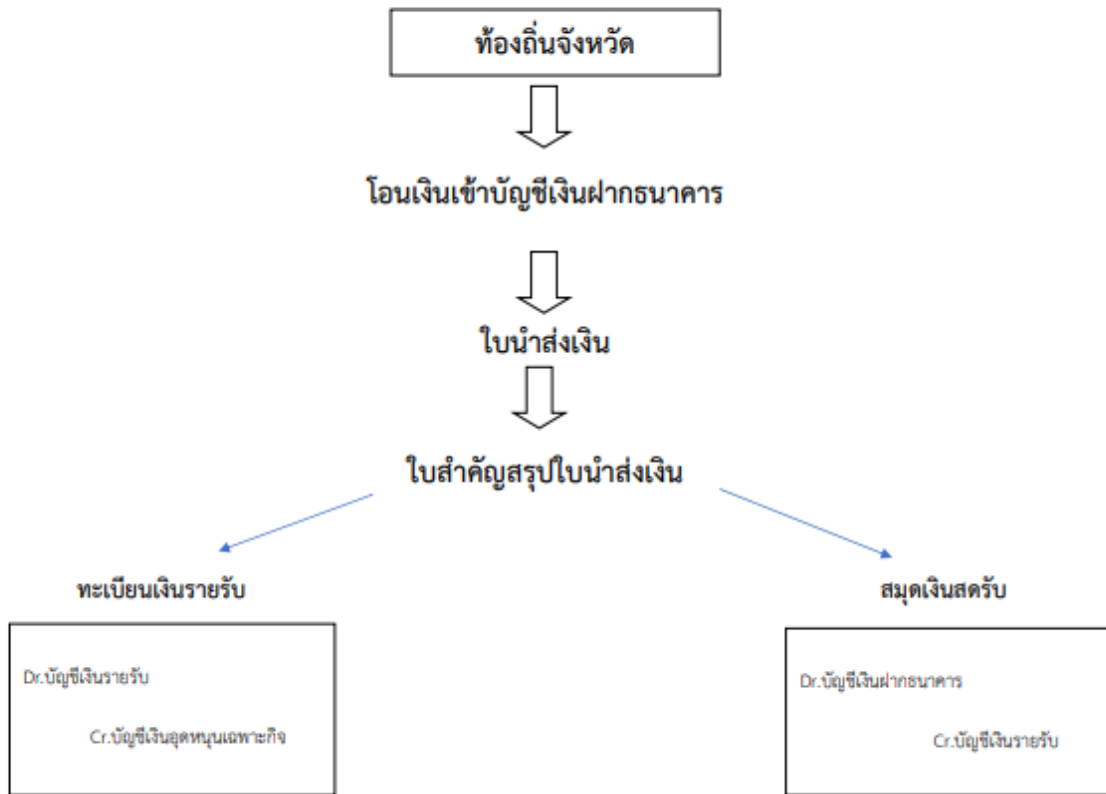 ท้องถิ่นจังหวัด
โอนเงินเข้าบัญชีเงินฝากธนาคาร
ใบนำส่งเงิน
ใบสำคัญสรุปใบนำส่งเงิน
ทะเบียนเงินรายรับ
สมุดเงินสดรับ
Dr.บัญชีเงินรายรับ
Cr.บัญชีเงินอุดหนุนเฉพาะกิจ
Dr.บัญชีเงินฝากธนาคาร
Cr.บัญชีเงินรายรับ